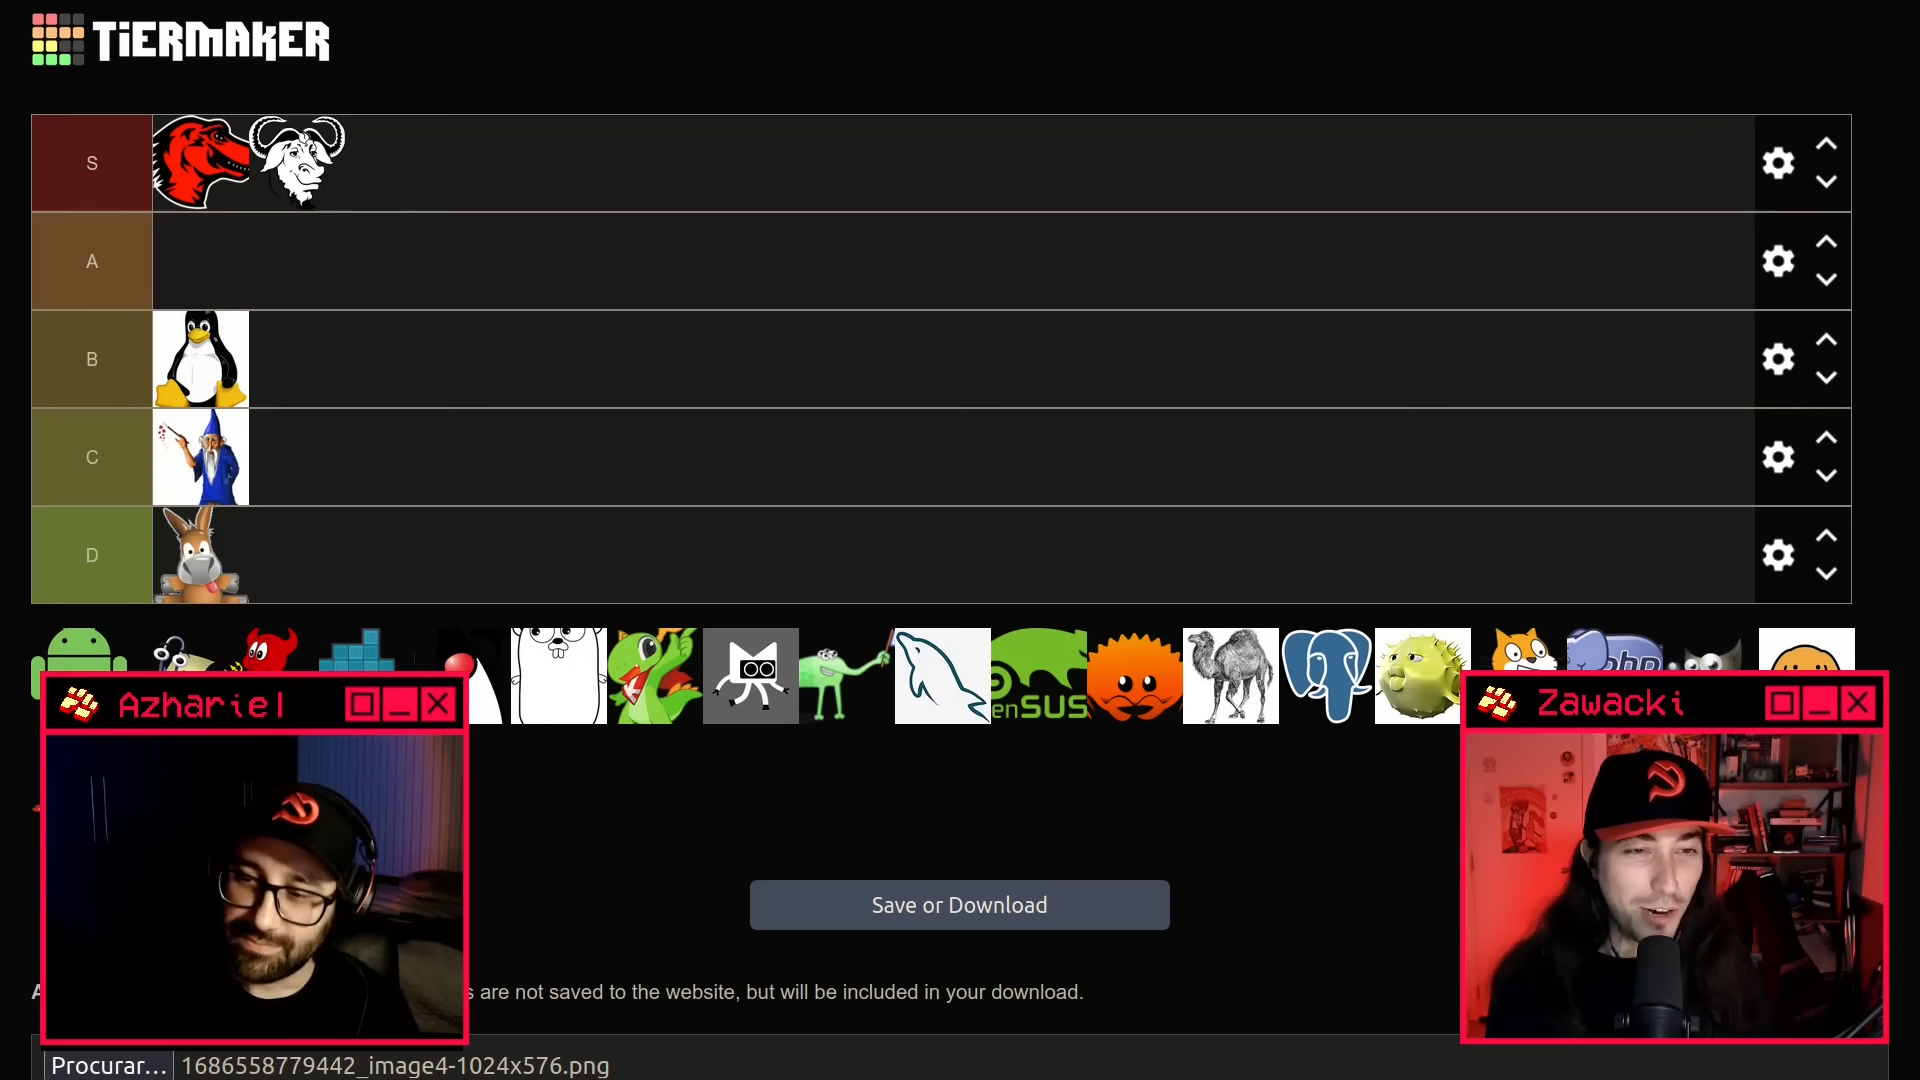 TiERMAKER
S
A
B
C
D
php
enSUS
Azhariel
Zawacki
Save or Download
s are not saved to the website, but will be included in your download.
Procurar... 1686558779442_image4-1024x576.png